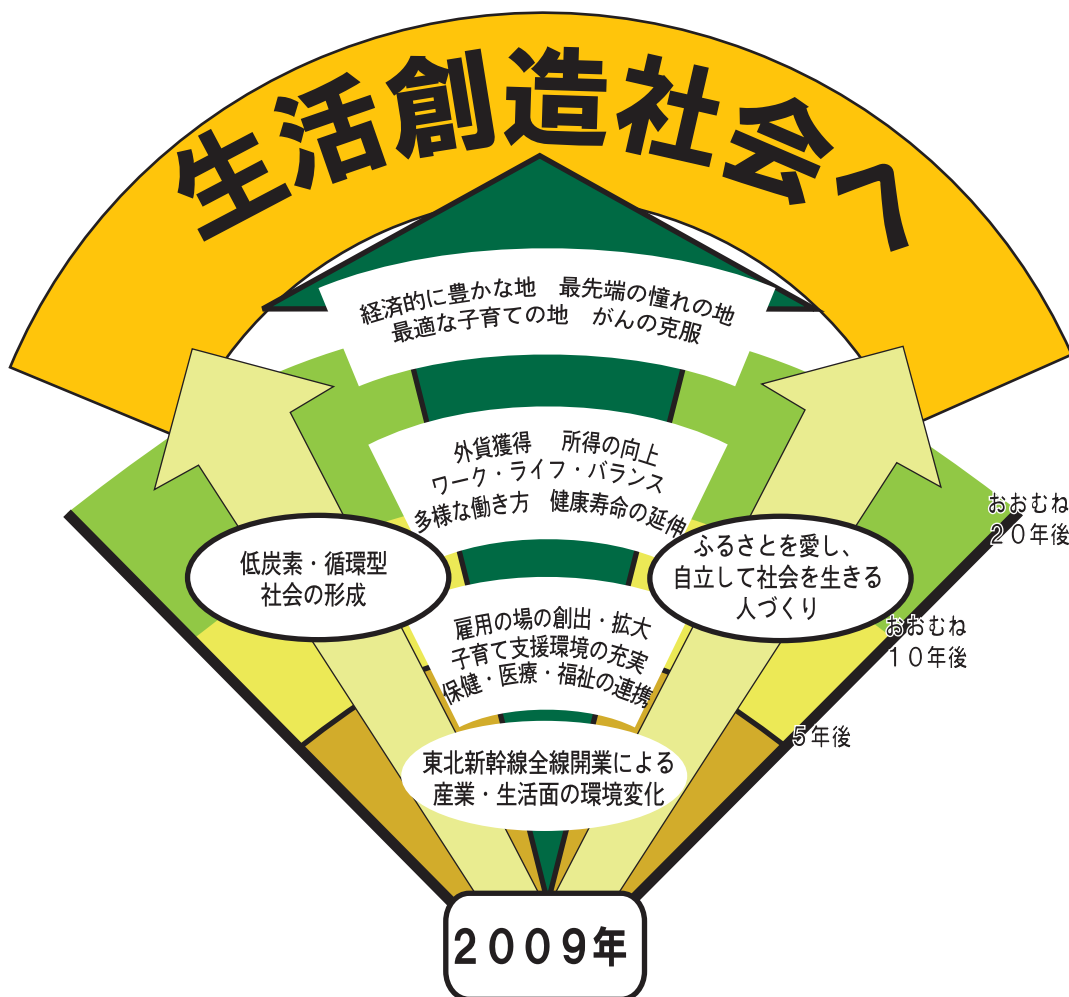 生活創造社会へ
経済的に豊かな地　最先端の憧れの地
最適な子育ての地　がんの克服
外貨獲得　所得の向上
ワーク・ライフ・バランス
多様な働き方　健康寿命の延伸
おおむね
２０年後
低炭素・循環型
社会の形成
ふるさとを愛し、
自立して社会を生きる
人づくり
雇用の場の創出・拡大
子育て支援環境の充実
保健・医療・福祉の連携
おおむね
１０年後
５年後
東北新幹線全線開業による
産業・生活面の環境変化
２００９年